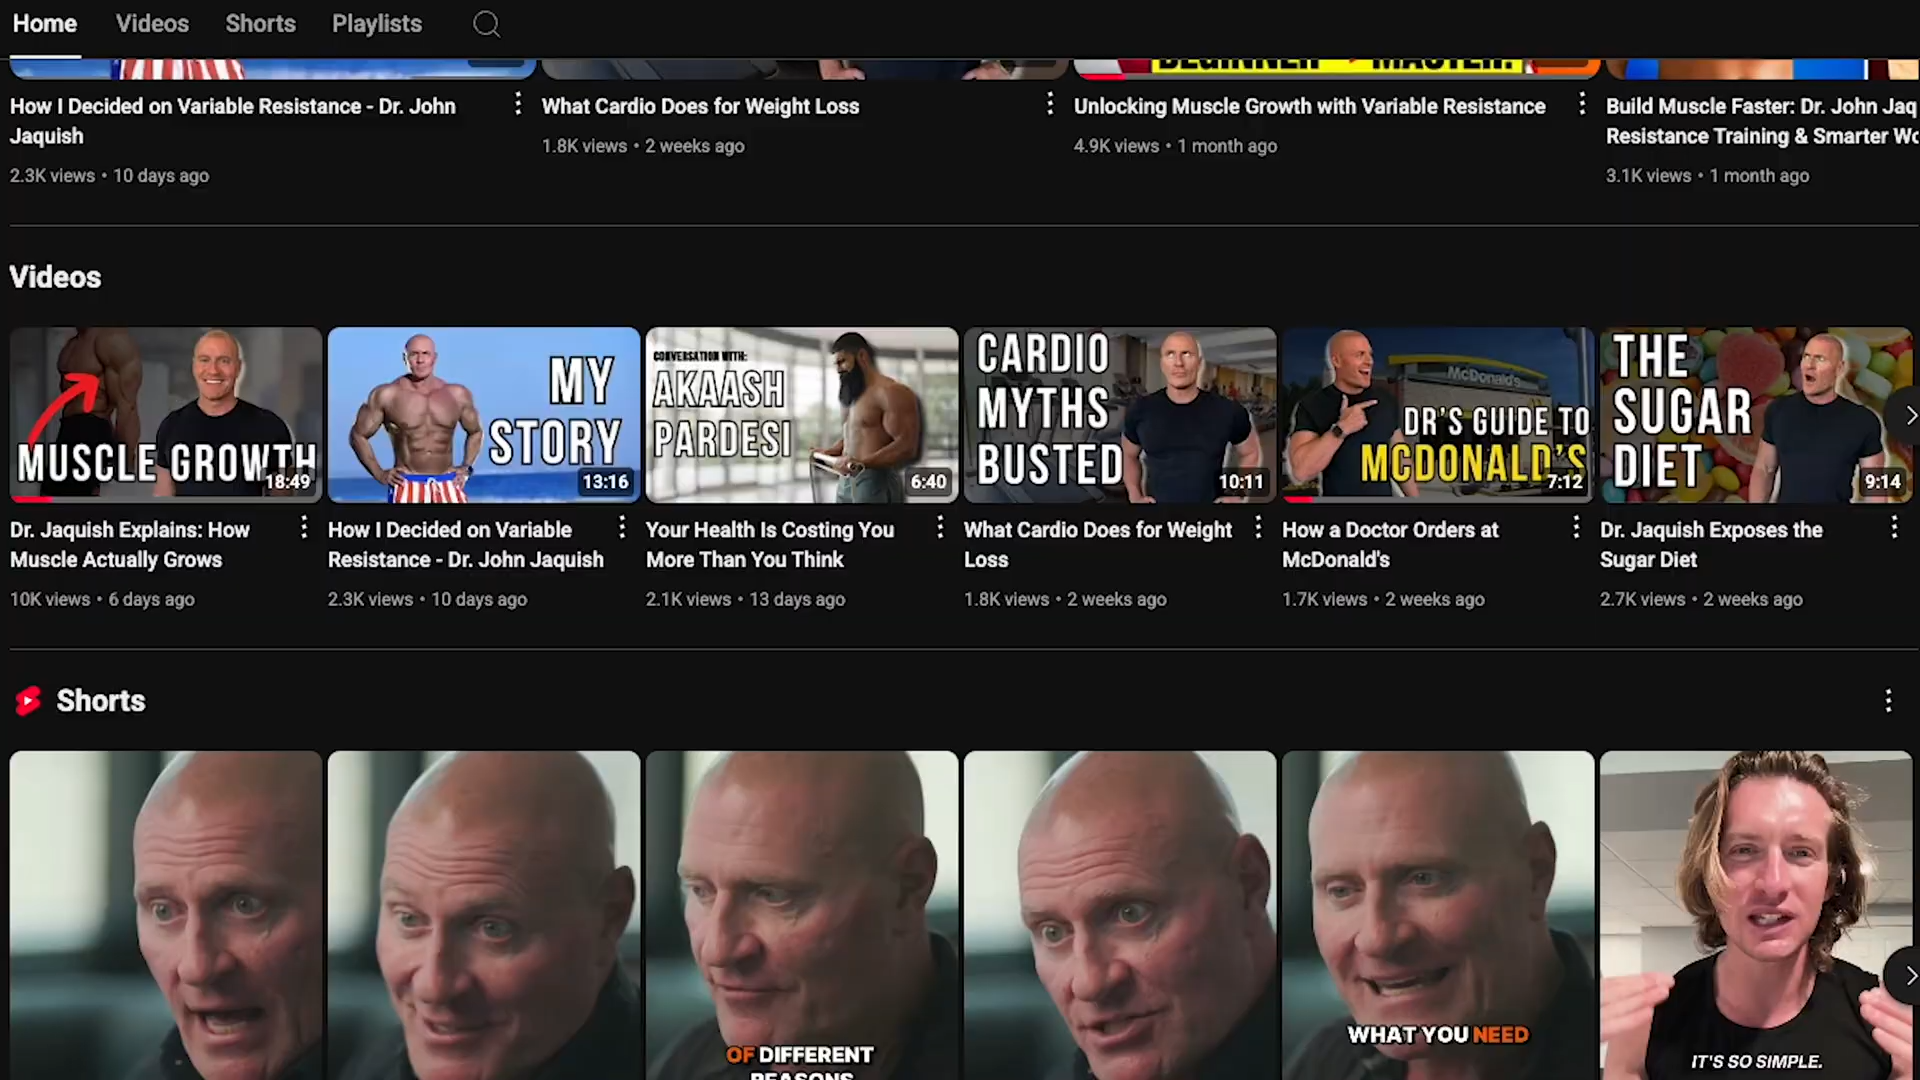 Home Videos Shorts Playlists
BEGINNER MASTER!
How I Decided on Variable Resistance - Dr. John
Jaquish
2.3K views • 10 days ago
What Cardio Does for Weight Loss
1.8K views • 2 weeks ago
Unlocking Muscle Growth with Variable Resistance
4.9K views • 1 month ago
Build Muscle Faster: Dr. John Jaq
Resistance Training & Smarter Wo
3.1K views • 1 month ago
Videos
MUSCLE GROWTH
18:49
Dr. Jaquish Explains: How
Muscle Actually Grows
10K views • 6 days ago
MY
STORY
13:16
How I Decided on Variable
Resistance - Dr. John Jaquish
2.3K views • 10 days ago
CONVERSATION WITH:
AKAASH
PARDESI
6:40
Your Health Is Costing You
More Than You Think
2.1K views • 13 days ago
CARDIO
MYTHS
BUSTED
10:11
What Cardio Does for Weight
Loss
1.8K views • 2 weeks ago
McDonald's
DR'S GUIDE TO
MCDONALD'S
7:12
How a Doctor Orders at
McDonald's
1.7K views • 2 weeks ago
THE
SUGAR
DIET
9:14
Dr. Jaquish Exposes the
Sugar Diet
2.7K views • 2 weeks ago
Shorts
OF DIFFERENT
REASONS
WHAT YOU NEED
IT'S SO SIMPLE.